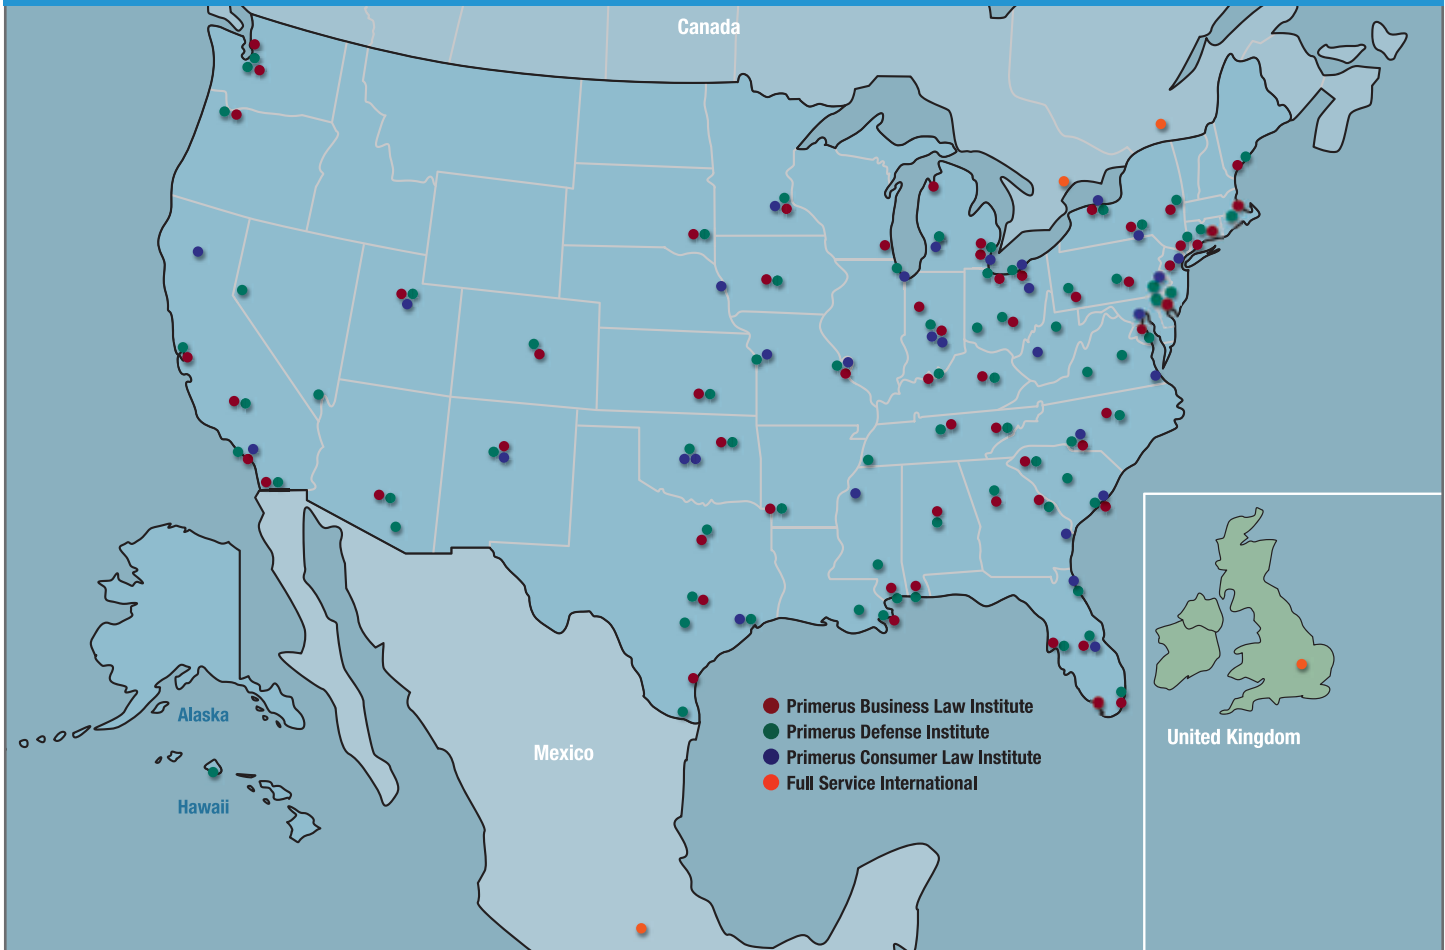 Canada
Alaska
Hawaii
Mexico
Primerus Business Law Institute
Primerus Defense Institute
Primerus Consumer Law Institute
Full Service International
United Kingdom